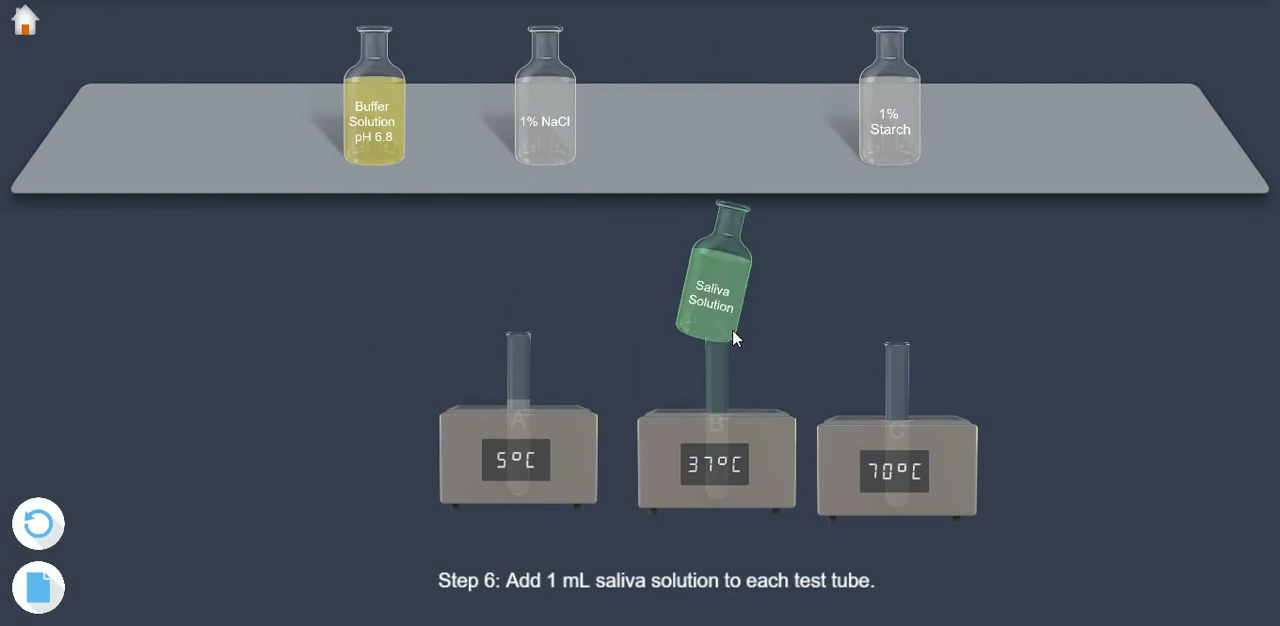 Buffer
Solution
pH 6.8
1% NaCl
1%
Starch
Saliva
Solution
A
B
C
5°C
37°C
70°C
Step 6: Add 1 mL saliva solution to each test tube.